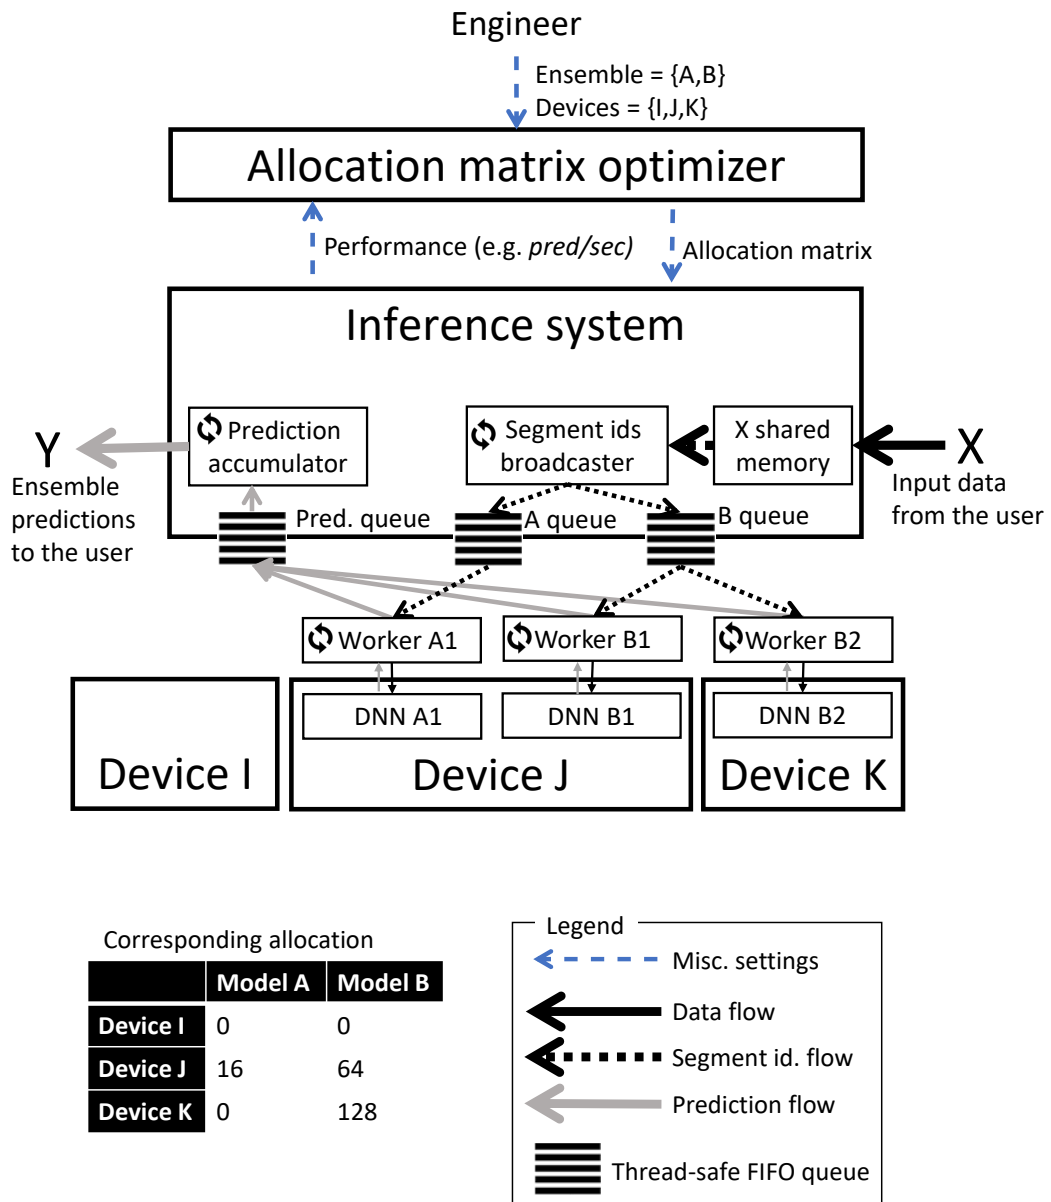 Engineer
Ensemble = {A,B}
Devices = {I,J,K}
Allocation matrix optimizer
Performance (e.g. pred/sec)
Allocation matrix
Inference system
Prediction
accumulator
Segment ids
broadcaster
X shared
memory
Y
Ensemble
predictions
to the user
X
Input data
from the user
Pred. queue
A queue
B queue
Worker A1
Worker B1
Worker B2
DNN A1
DNN B1
DNN B2
Device I
Device J
Device K
Corresponding allocation
Model A Model B
Device I 0 0
Device J 16 64
Device K 0 128
Legend
Misc. settings
Data flow
Segment id. flow
Prediction flow
Thread-safe FIFO queue